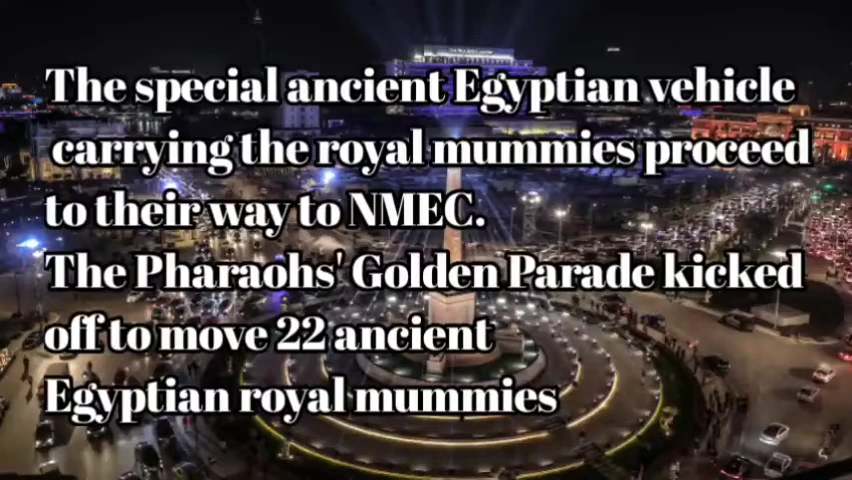 The special ancient Egyptian vehicle
carrying the royal mummies proceed
to their way to NMEC.
The Pharaohs' Golden Parade kicked
off to move 22 ancient
Egyptian royal mummies